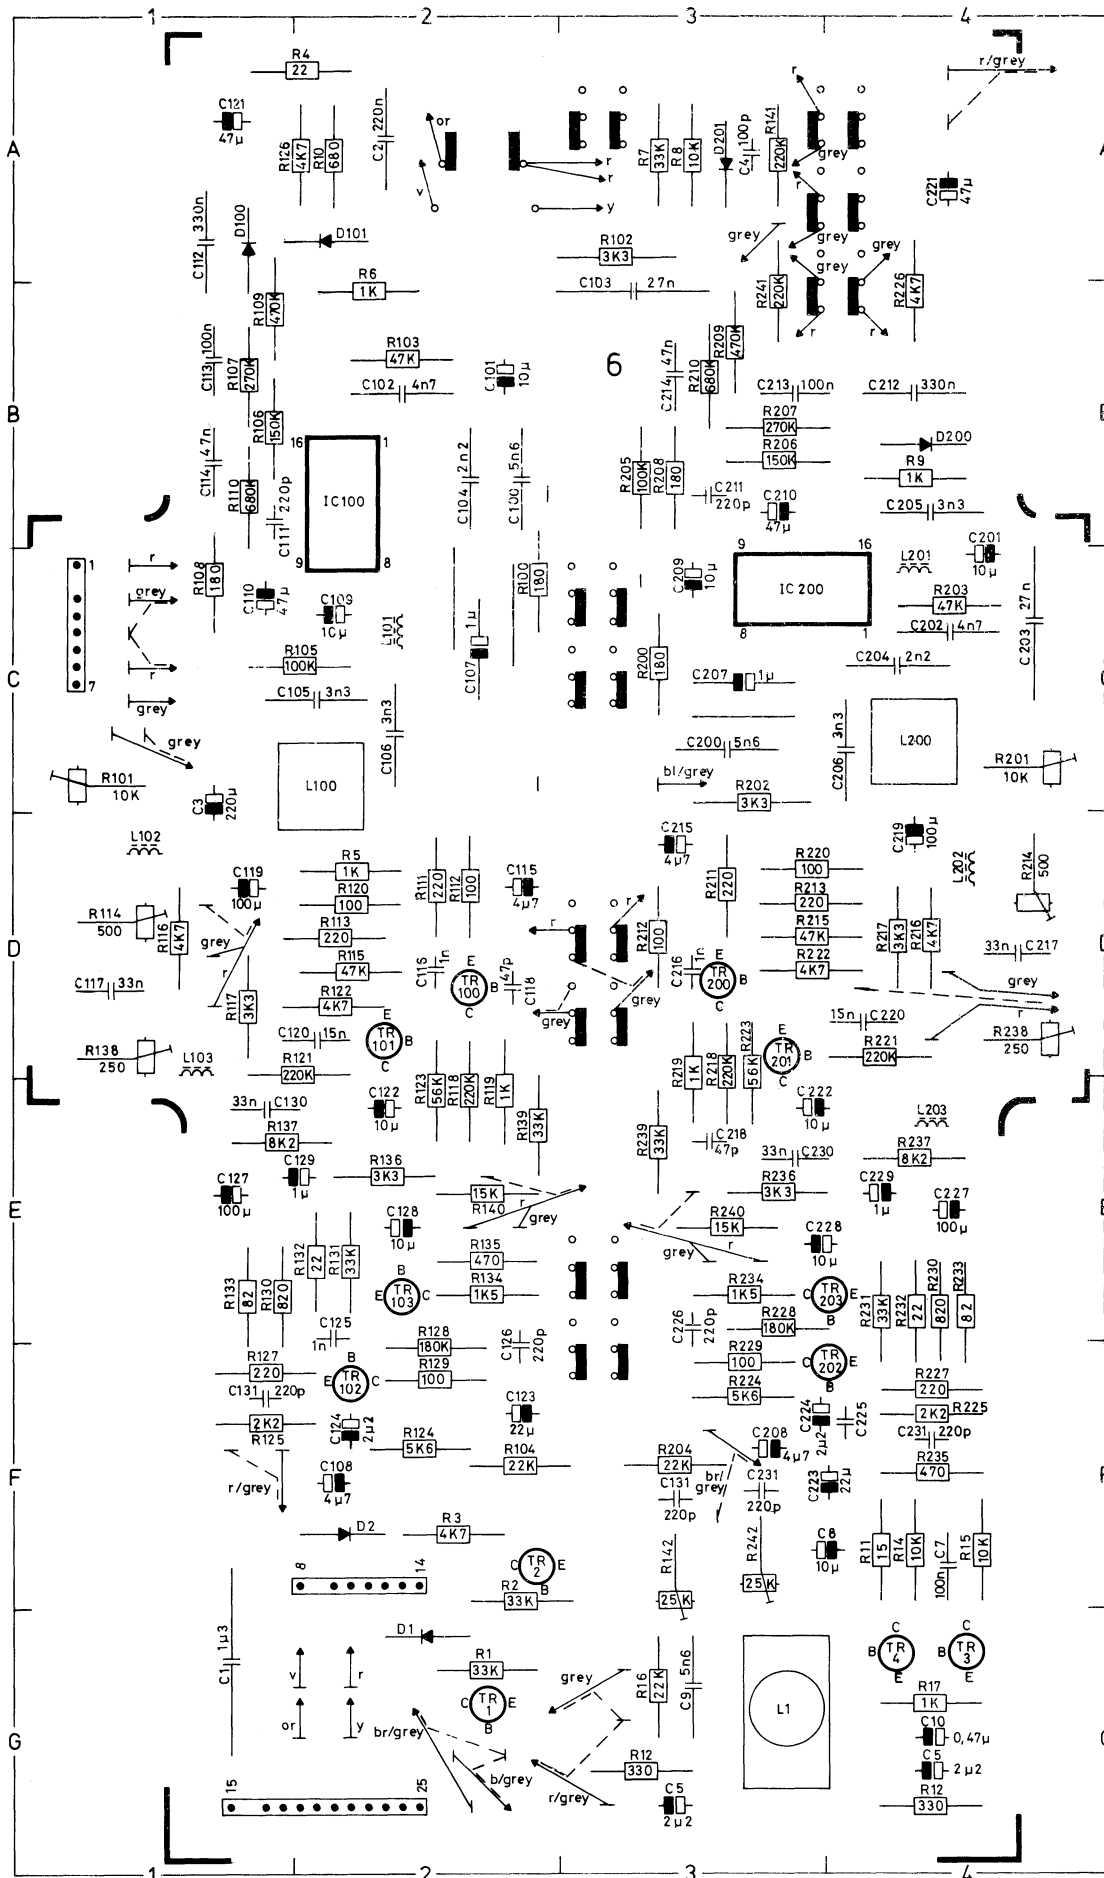 1 2 3 4
R4
22
r/grey
C121
47µ
R126
4K7
R10
680
C2 220n
or
v
r
r
y
R7
33K
R8
10K
D201
C4 100p
R141
220K
r
grey
r
grey
grey
C221
47µ
A
C112 330n
D100
D101
R102
3K3
grey
grey
R6
1K
C103 27n
R241
220K
r
r
R226
4K7
R109
470K
C113 100n
R107
270K
R103
47K
C102 4n7
C101
10µ
6
C214 47n
R210
680K
R209
470K
C213 100n
C212 330n
B
R106
150K
R207
270K
R206
150K
D200
R9
1K
C114 47n
R110
680K
C111 220p
16 1
IC100
9 8
C104 2n2
C100 5n6
R205
100K
R208
180
C211
220p
C210
47µ
C205 3n3
1
7
r
grey
r
grey
R108
180
C110
47µ
C109
10µ
L101
C107 1µ
R100
180
C209
10µ
9 16
IC 200
8 1
L201
C201
10µ
R203
47K
C202 4n7
C203 27n
C
R105
100K
C105 3n3
R200
180
C207 1µ
C204 2n2
grey
C106 3n3
C200 5n6
C206 3n3
L200
R101
10K
C3
220µ
L100
bl/grey
R202
3K3
R201
10K
L102
C119
100µ
R5
1K
R120
100
R111
220
R112
100
C115
4µ7
C215
4µ7
R211
220
R220
100
C219
100µ
L202
R214
500
R114
500
R116
4K7
grey
r
R113
220
R115
47K
r
R212
100
R213
220
R215
47K
R217
3K3
R216
4K7
33n C217
D
C117 33n
R117
3K3
R122
4K7
C116 1n
E
TR
100
B
C
47p
C118
grey
grey
C216 1n
E
TR
200
B
C
R222
4K7
grey
r
C120 15n
E
TR
101
B
C
R223
56K
E
TR
201
B
C
15n C220
R138
250
L103
R121
220K
R221
220K
R238
250
33n C130
C122
10µ
R123
56K
R118
220K
R119
1K
R139
33K
R219
1K
R218
220K
C222
10µ
L203
R137
8K2
R239
33K
C218
47p
R237
8K2
C127
100µ
C129
1µ
R136
3K3
15K
R140
r
grey
33n C230
R236
3K3
C229
1µ
C227
100µ
E
C128
10µ
R240
15K
grey
r
C228
10µ
R133
82
R130
820
R132
22
R131
33K
R135
470
R134
1K5
B
E
TR
103
C
R234
1K5
C
TR
203
E
B
R231
33K
R232
22
R230
820
R233
82
C125
1n
R128
180K
C126 220p
C226 220p
R228
180K
R127
220
B
E
TR
102
C
R129
100
R229
100
C
TR
202
E
B
R227
220
C131 220p
2K2
R125
C124 2µ2
C123
22µ
R224
5K6
C224 2µ2
C225
2K2 R225
C231 220p
R124
5K6
R104
22K
R204
22K
C208
4µ7
R235
470
r/grey
C108
4µ7
C131
220p
br/
grey
C231
220p
C223 22µ
F
D2
R3
4K7
C8
10µ
R11
15
R14
10K
C7
100n
R15
10K
8 14
C
TR
2
E
B
R2
33K
R142
25K
R242
25K
D1
C1 1µ3
v
r
or
y
R1
33K
C
TR
1
E
B
grey
R16
22K
C9 5n6
L1
C
B
TR
4
E
C
B
TR
3
E
R17
1K
br/grey
b/grey
r/grey
R12
330
C10
0,47µ
C5
2µ2
G
15 25
C5
2µ2
R12
330
1 2 3 4